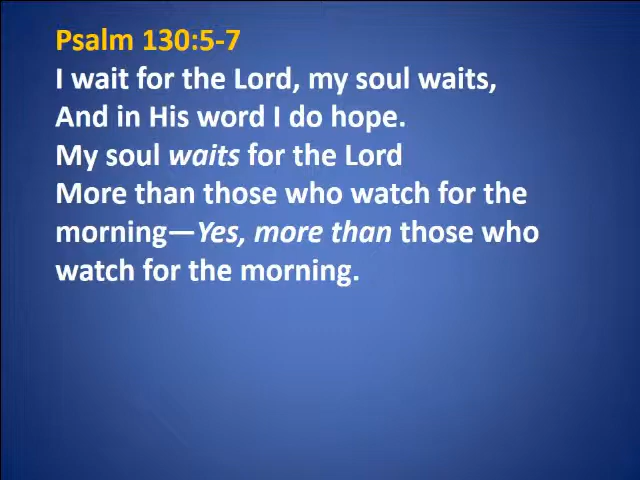 Psalm 130:5-7
I wait for the Lord, my soul waits,
And in His word I do hope.
My soul waits for the Lord
More than those who watch for the
morning—Yes, more than those who
watch for the morning.